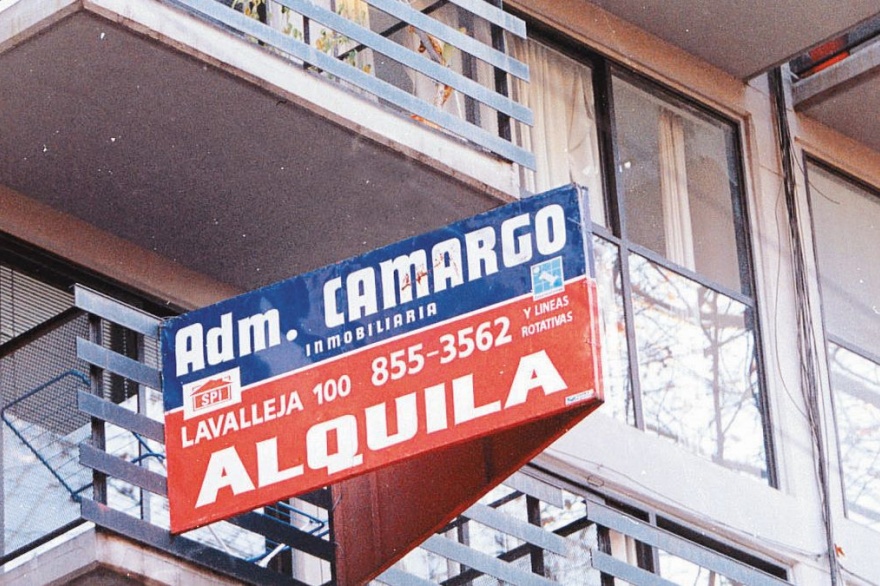 Adm. CAMARGO
INMOBILIARIA
SPI
LAVALLEJA 100 855-3562 Y LINEAS ROTATIVAS
ALQUILA